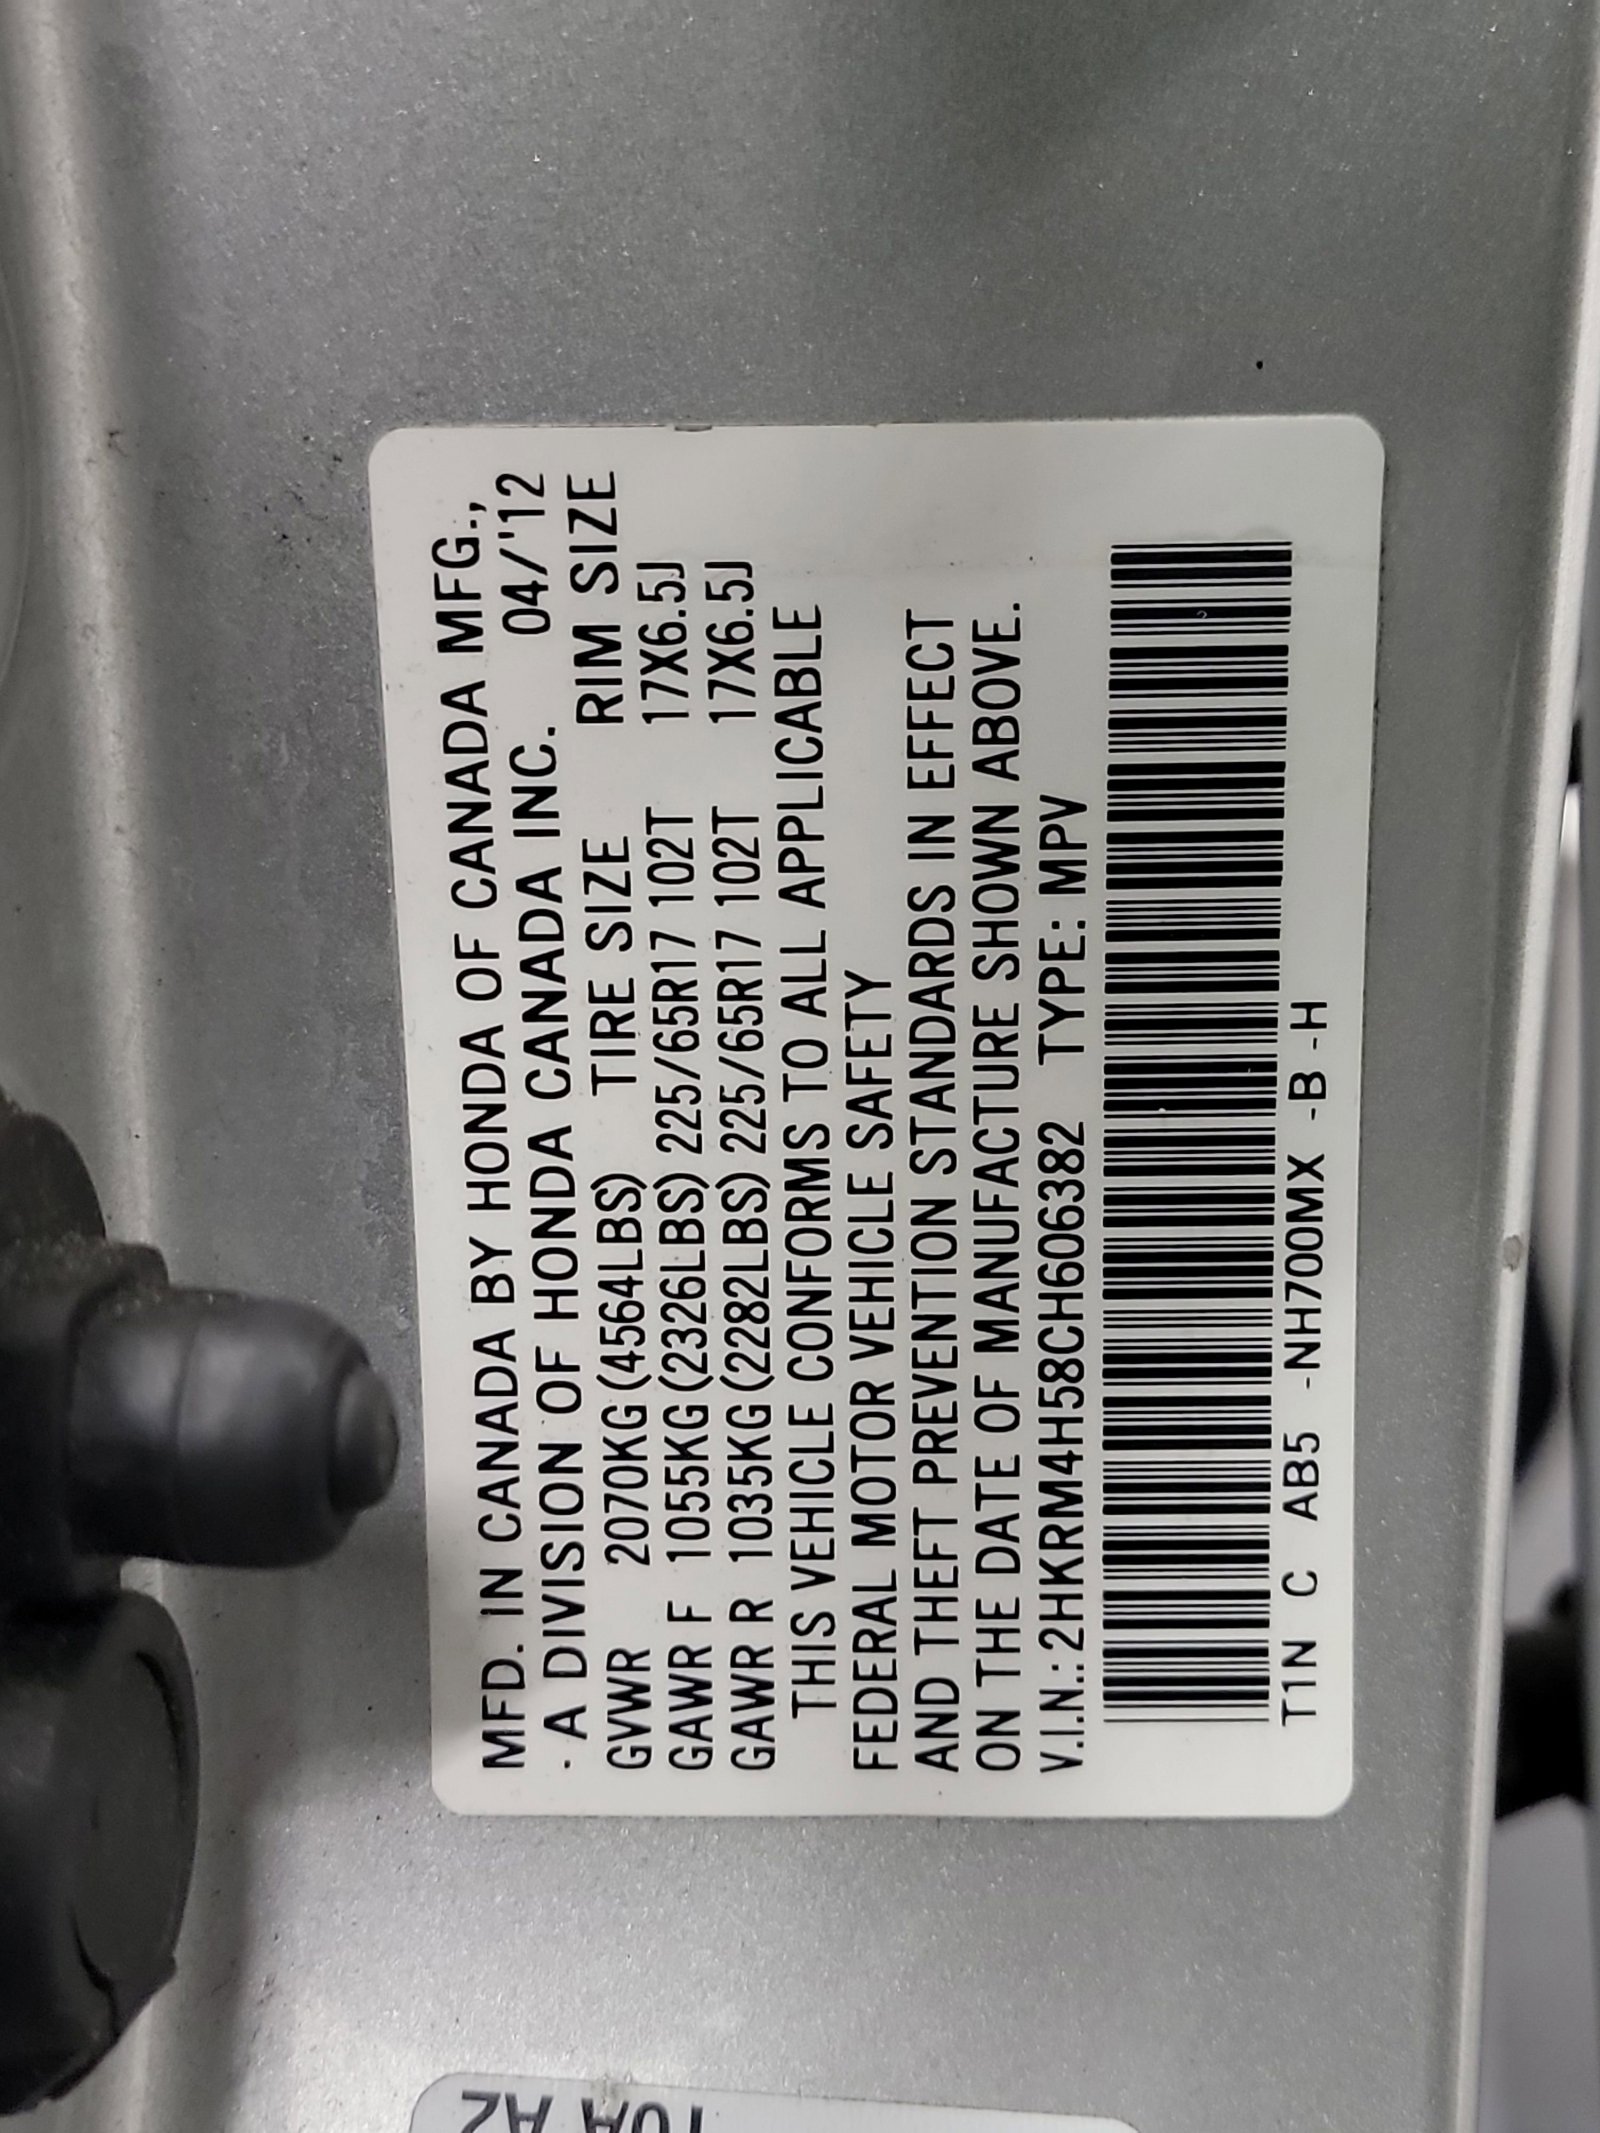 MFD. IN CANADA BY HONDA OF CANADA MFG.,
. A DIVISION OF HONDA CANADA INC. 04/'12
GVWR 2070KG (4564LBS) TIRE SIZE RIM SIZE
GAWR F 1055KG (2326LBS) 225/65R17 102T 17X6.5J
GAWR R 1035KG (2282LBS) 225/65R17 102T 17X6.5J
THIS VEHICLE CONFORMS TO ALL APPLICABLE
FEDERAL MOTOR VEHICLE SAFETY
AND THEFT PREVENTION STANDARDS IN EFFECT
ON THE DATE OF MANUFACTURE SHOWN ABOVE.
V.I.N.: 2HKRM4H58CH606382 TYPE: MPV
T1N C AB5 -NH700MX -B -H